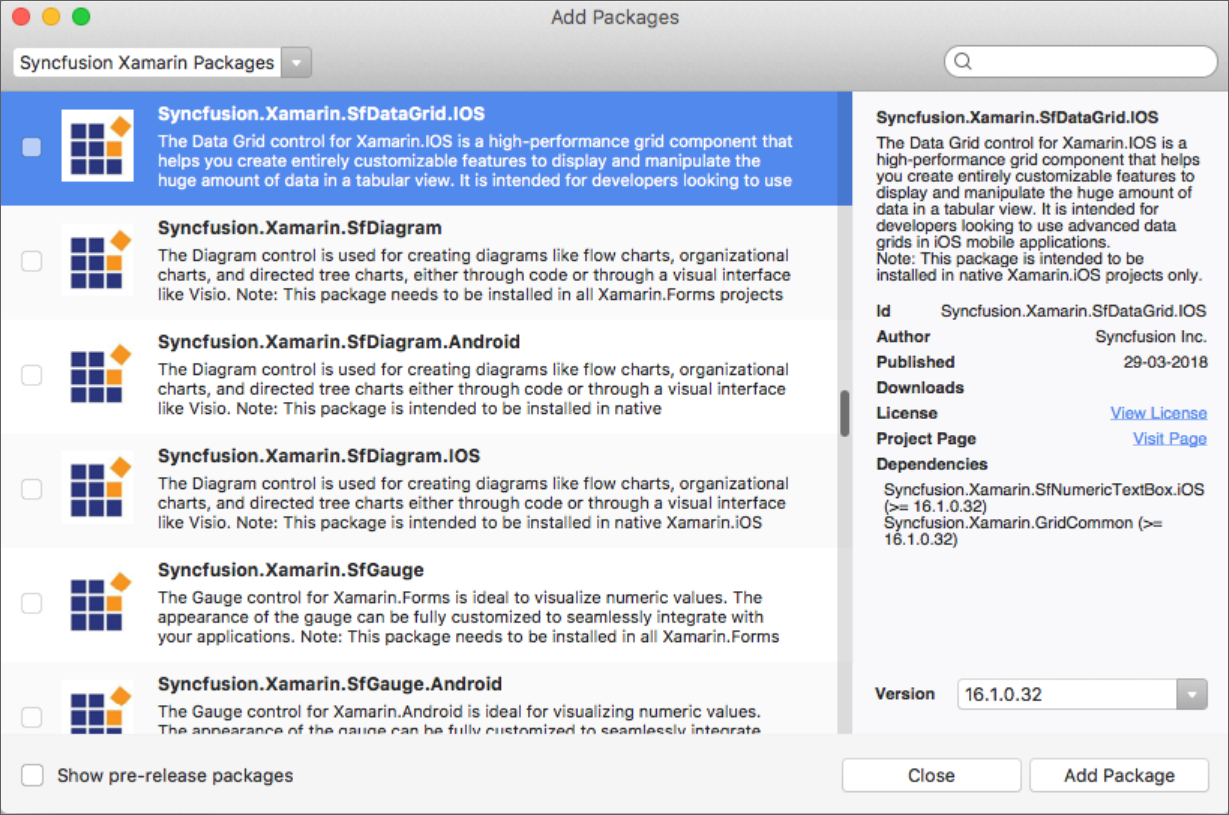 Add Packages
Syncfusion Xamarin Packages
Syncfusion.Xamarin.SfDataGrid.IOS
The Data Grid control for Xamarin.IOS is a high-performance grid component that
helps you create entirely customizable features to display and manipulate the
huge amount of data in a tabular view. It is intended for developers looking to use
Syncfusion.Xamarin.SfDiagram
The Diagram control is used for creating diagrams like flow charts, organizational
charts, and directed tree charts, either through code or through a visual interface
like Visio. Note: This package needs to be installed in all Xamarin.Forms projects
Syncfusion.Xamarin.SfDiagram.Android
The Diagram control is used for creating diagrams like flow charts, organizational
charts, and directed tree charts either through code or through a visual interface
like Visio. Note: This package is intended to be installed in native
Syncfusion.Xamarin.SfDiagram.IOS
The Diagram control is used for creating diagrams like flow charts, organizational
charts, and directed tree charts either through code or through a visual interface
like Visio. Note: This package is intended to be installed in native Xamarin.iOS
Syncfusion.Xamarin.SfGauge
The Gauge control for Xamarin.Forms is ideal to visualize numeric values. The
appearance of the gauge can be fully customized to seamlessly integrate with
your applications. Note: This package needs to be installed in all Xamarin.Forms
Syncfusion.Xamarin.SfGauge.Android
The Gauge control for Xamarin.Android is ideal for visualizing numeric values.
The appearance of the gauge can be fully customized to seamlessly integrate
Syncfusion.Xamarin.SfDataGrid.IOS
The Data Grid control for Xamarin.IOS is a
high-performance grid component that helps
you create entirely customizable features to
display and manipulate the huge amount of
data in a tabular view. It is intended for
developers looking to use advanced data
grids in iOS mobile applications.
Note: This package is intended to be
installed in native Xamarin.iOS projects only.
Id Syncfusion.Xamarin.SfDataGrid.IOS
Author Syncfusion Inc.
Published 29-03-2018
Downloads
License View License
Project Page Visit Page
Dependencies
Syncfusion.Xamarin.SfNumericTextBox.iOS
(>= 16.1.0.32)
Syncfusion.Xamarin.GridCommon (>=
16.1.0.32)
Version 16.1.0.32
Show pre-release packages
Close
Add Package